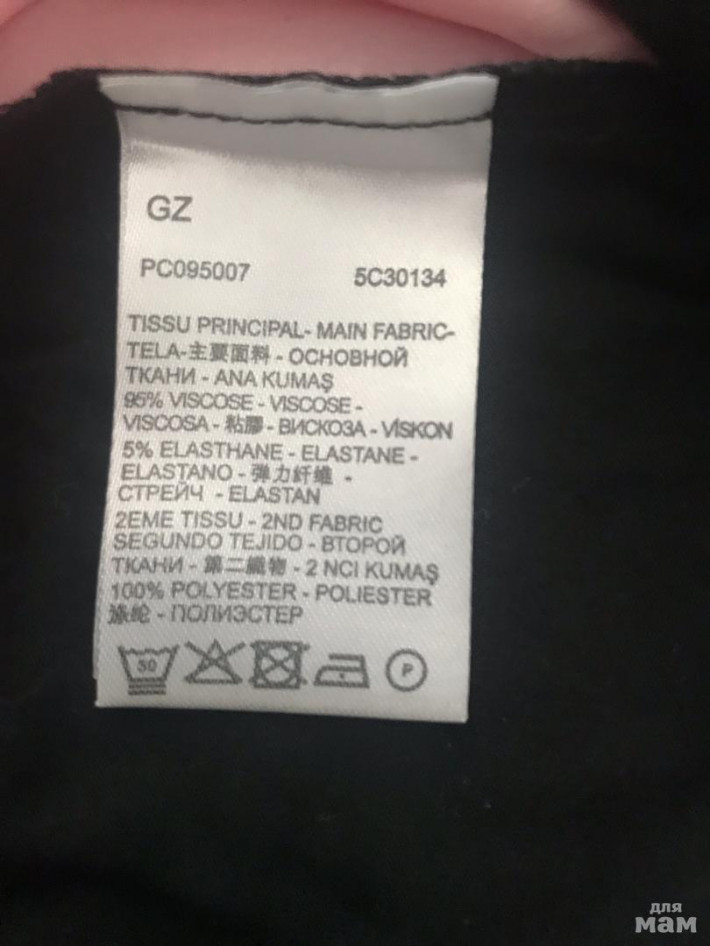 GZ
PC095007 5C30134
TISSU PRINCIPAL- MAIN FABRIC-
TELA-主要面料 - ОСНОВНОЙ
ТКАНИ - ANA KUMAŞ
95% VISCOSE - VISCOSE -
VISCOSA - 粘膠 - ВИСКОЗА - VİSKON
5% ELASTHANE - ELASTANE -
ELASTANO - 弹力纤维 -
СТРЕЙЧ - ELASTAN
2EME TISSU - 2ND FABRIC
SEGUNDO TEJIDO - ВТОРОЙ
ТКАНИ - 第二織物 - 2 NCI KUMAŞ
100% POLYESTER - POLIESTER
涤纶 - ПОЛИЭСТЕР
30 P
для
мам